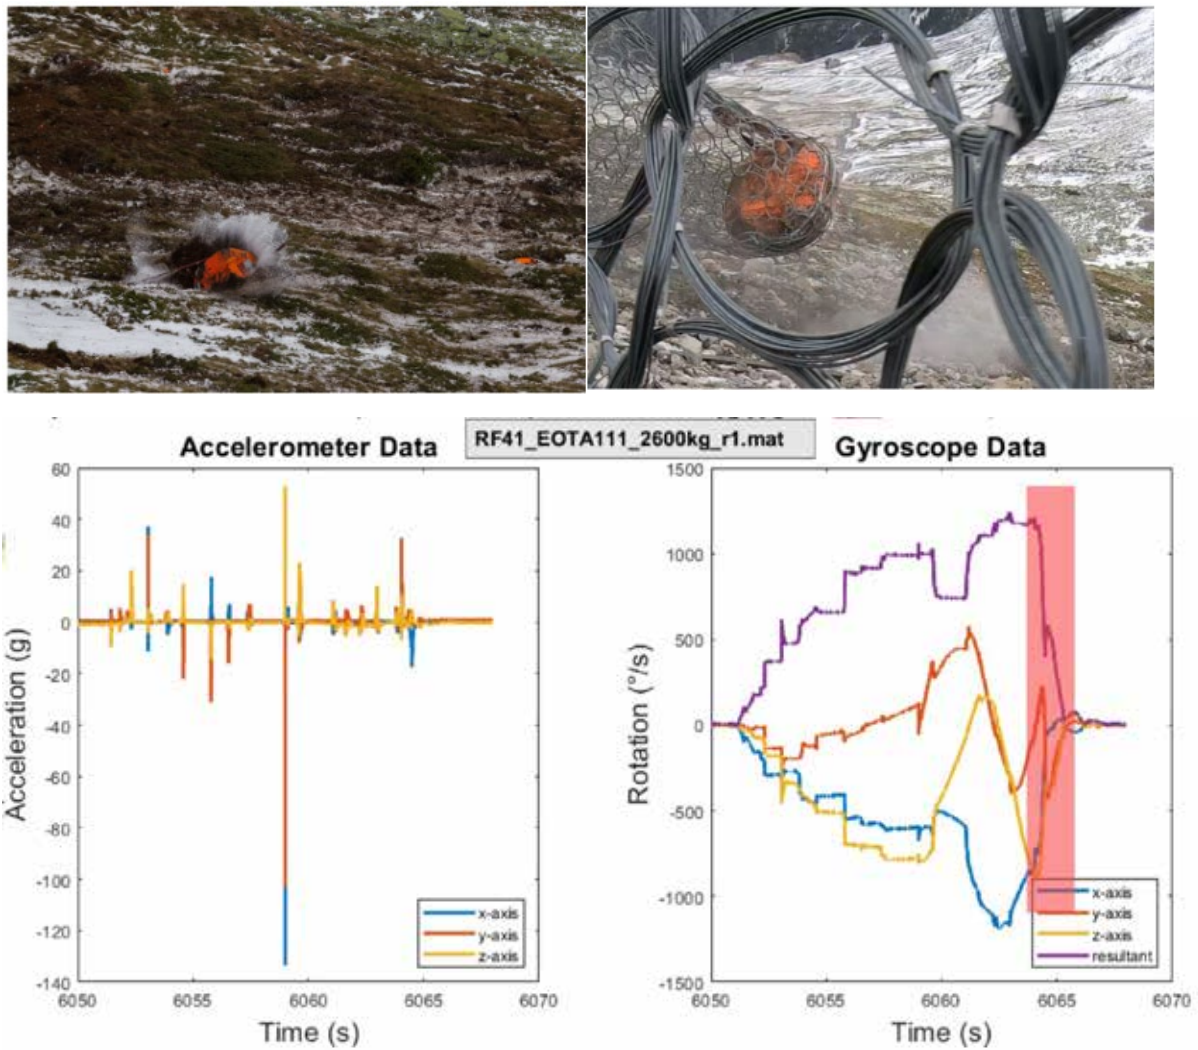 RF41_EOTA111_2600kg_r1.mat
Accelerometer Data
60
40
20
0
-20
-40
-60
-80
-100
-120
-140
Acceleration (g)
6050
6055
6060
6065
6070
Time (s)
x-axis
y-axis
z-axis
Gyroscope Data
1500
1000
500
0
-500
-1000
-1500
Rotation (°/s)
6050
6055
6060
6065
6070
Time (s)
x-axis
y-axis
z-axis
resultant